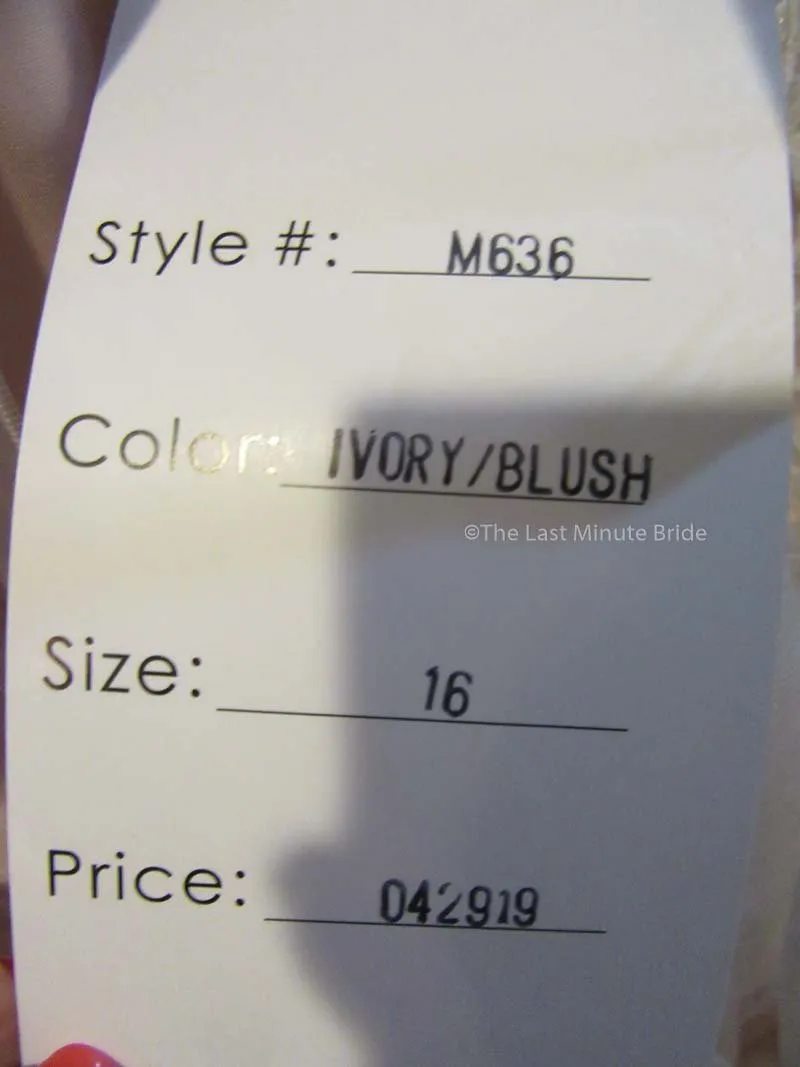 Style #: M636
Color: IVORY/BLUSH
©The Last Minute Bride
Size: 16
Price: 042919